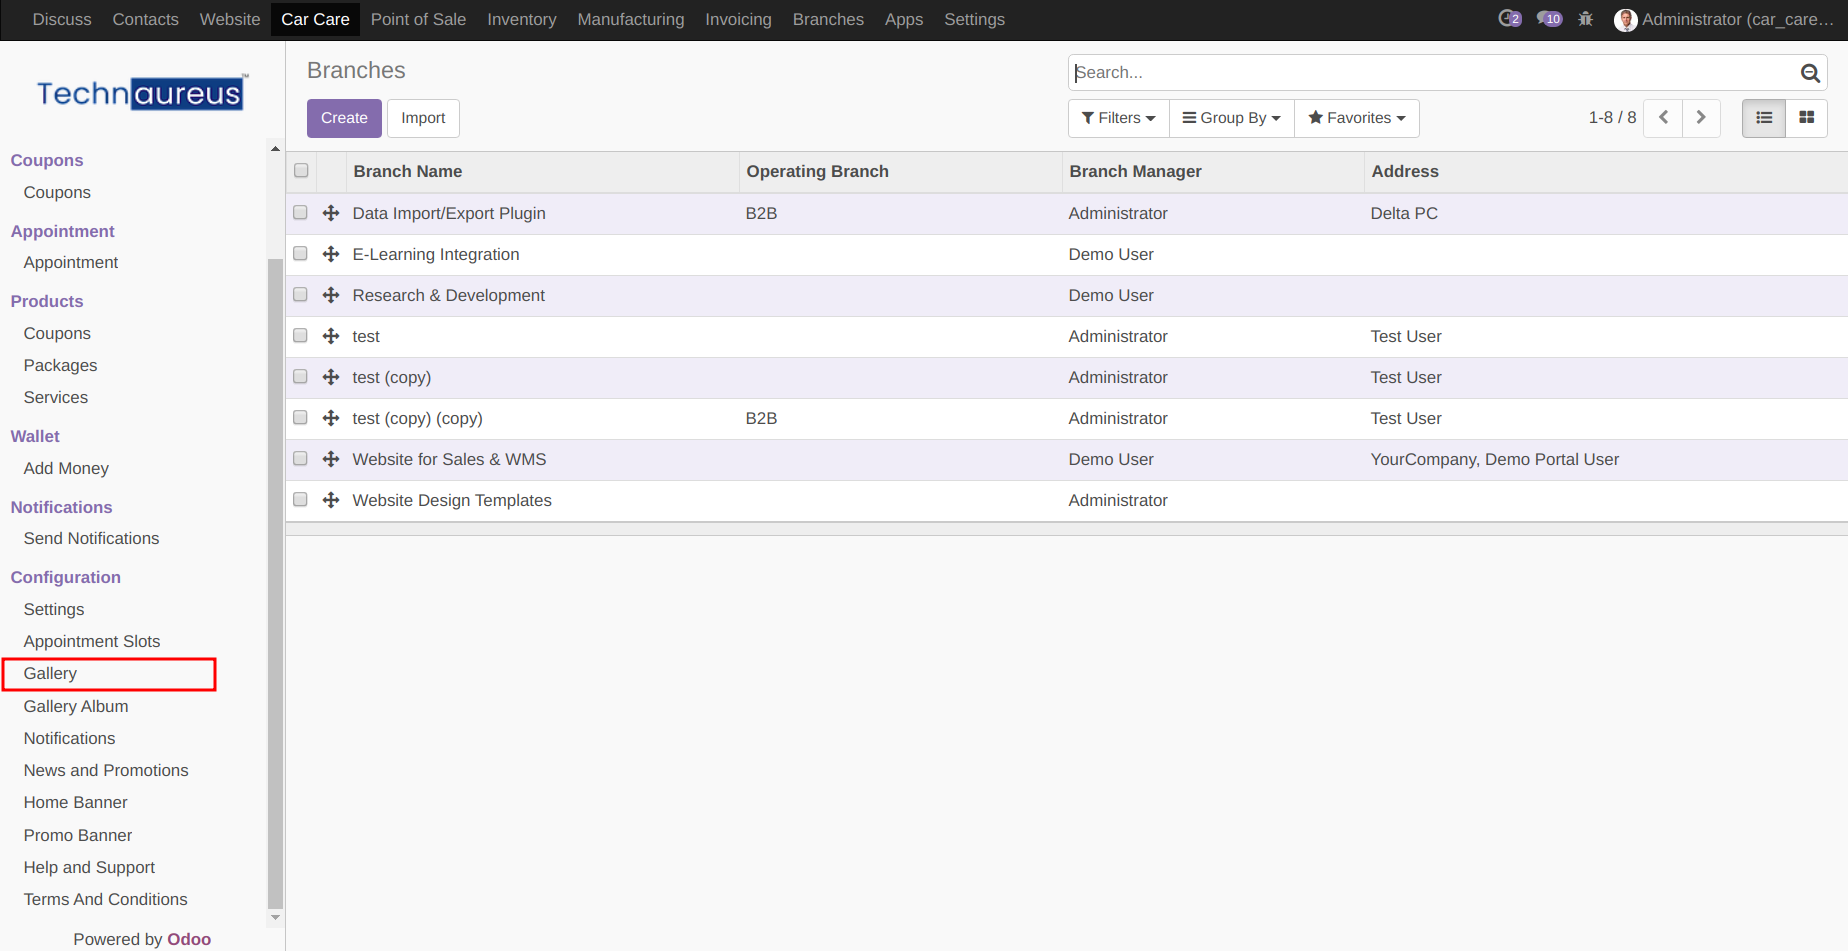 Discuss Contacts Website Car Care Point of Sale Inventory Manufacturing Invoicing Branches Apps Settings 2 10 Administrator (car_care...
Technaureus™
Coupons
Coupons
Appointment
Appointment
Products
Coupons
Packages
Services
Wallet
Add Money
Notifications
Send Notifications
Configuration
Settings
Appointment Slots
Gallery
Gallery Album
Notifications
News and Promotions
Home Banner
Promo Banner
Help and Support
Terms And Conditions
Powered by Odoo
Branches
Search...
Create Import
Filters Group By Favorites 1-8 / 8
Branch Name Operating Branch Branch Manager Address
Data Import/Export Plugin B2B Administrator Delta PC
E-Learning Integration Demo User
Research & Development Demo User
test Administrator Test User
test (copy) Administrator Test User
test (copy) (copy) B2B Administrator Test User
Website for Sales & WMS Demo User YourCompany, Demo Portal User
Website Design Templates Administrator